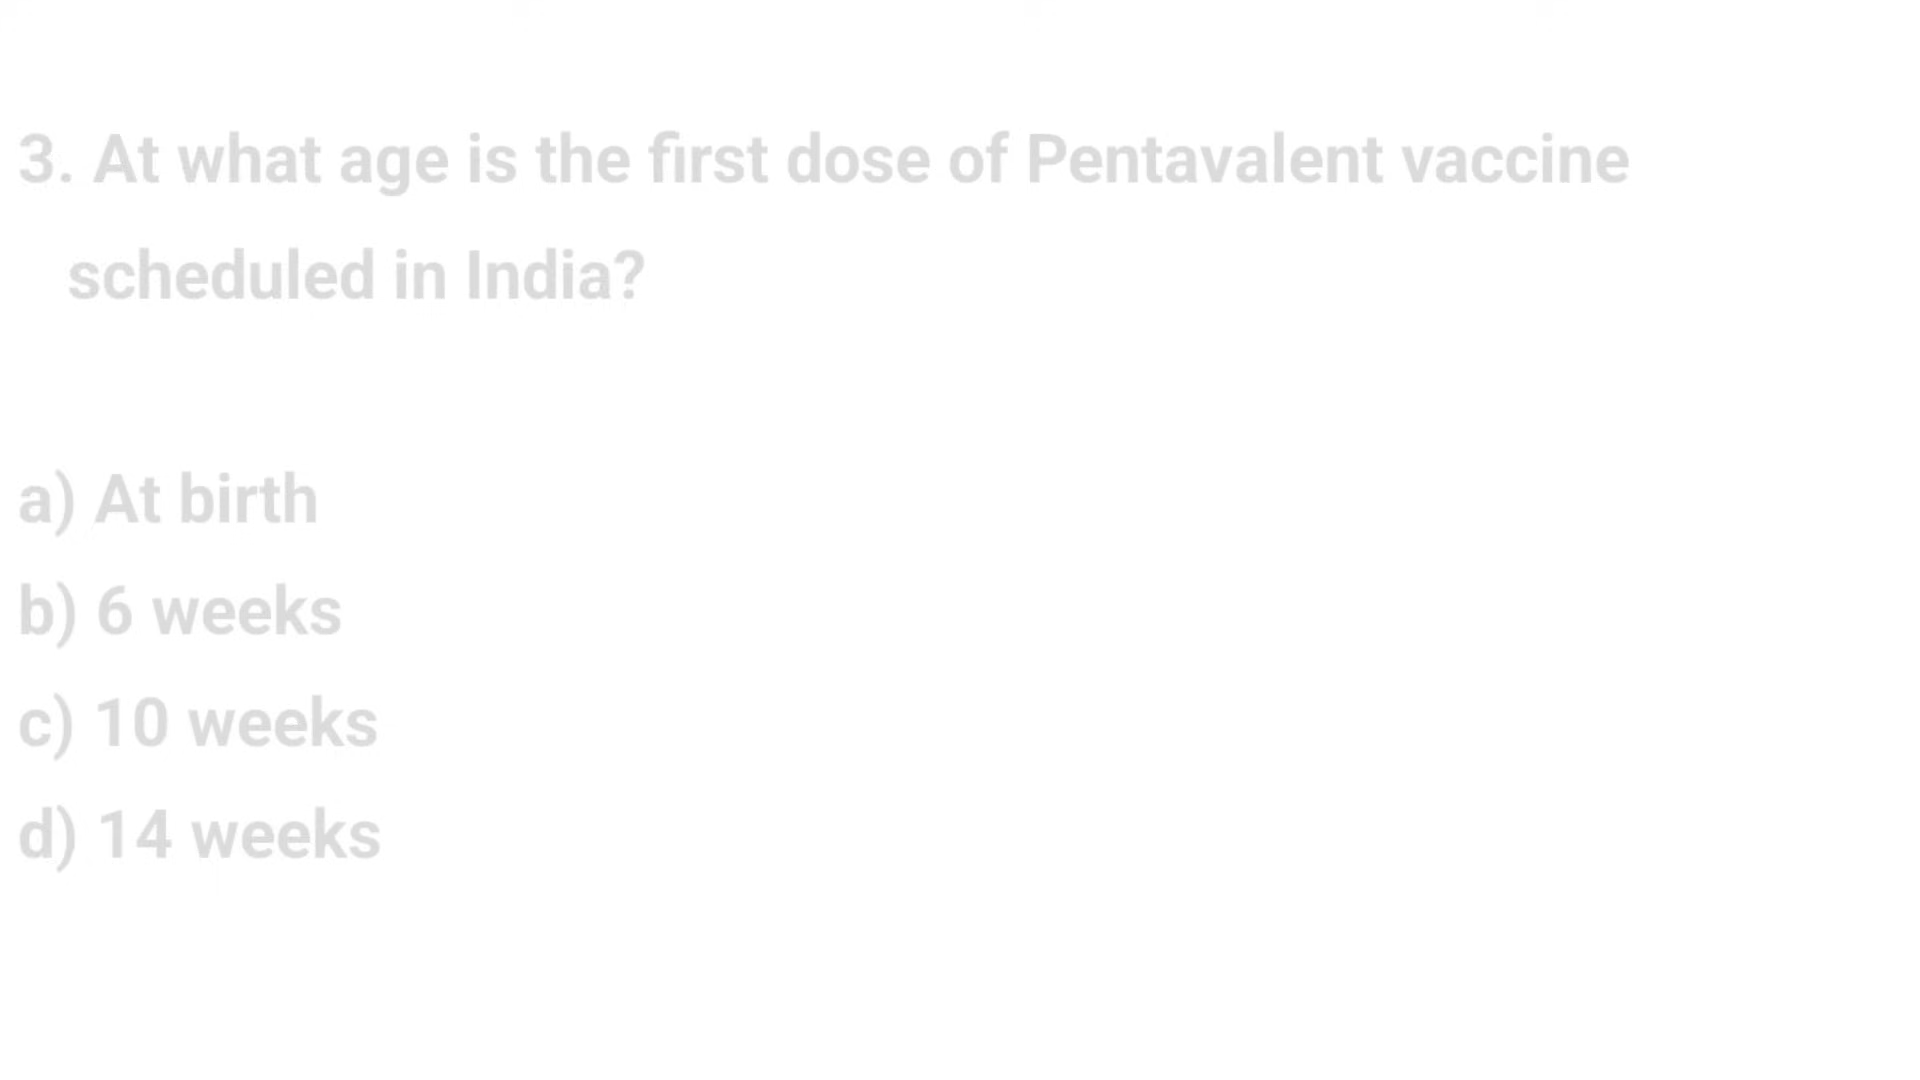 3. At what age is the first dose of Pentavalent vaccine
scheduled in India?
a) At birth
b) 6 weeks
c) 10 weeks
d) 14 weeks